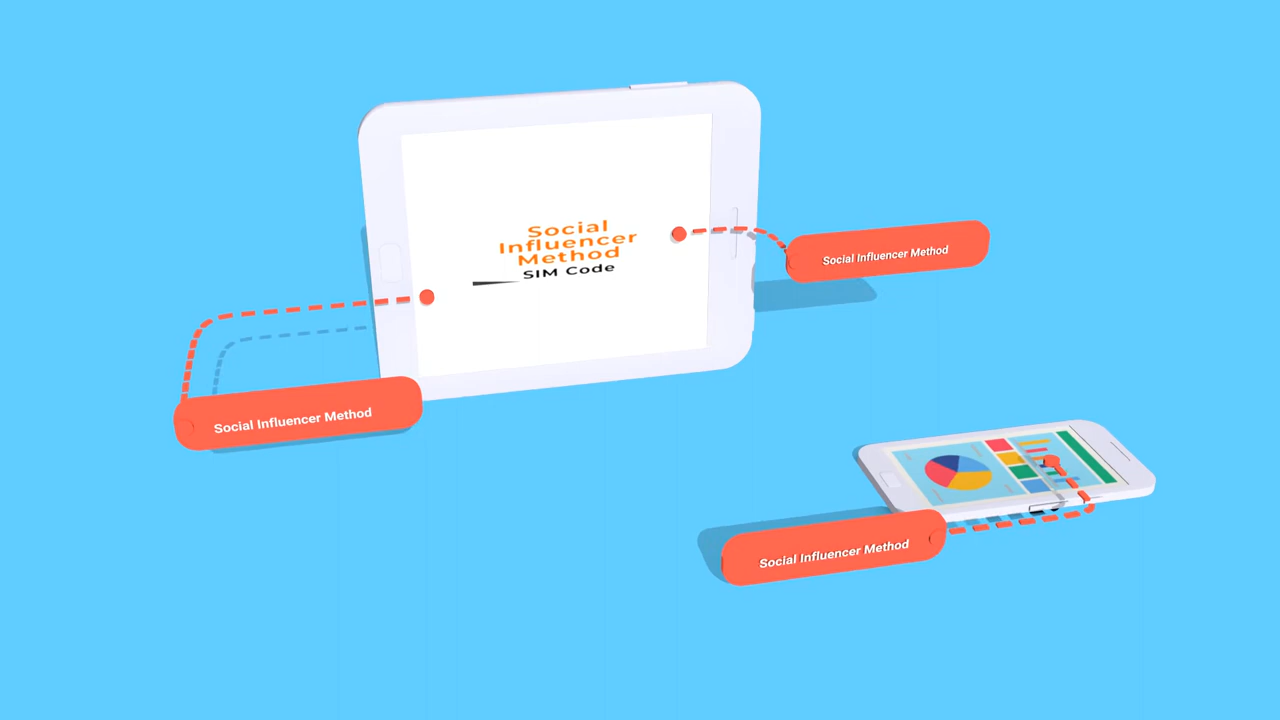 Social
Influencer
Method
SIM Code
Social Influencer Method
Social Influencer Method
Social Influencer Method